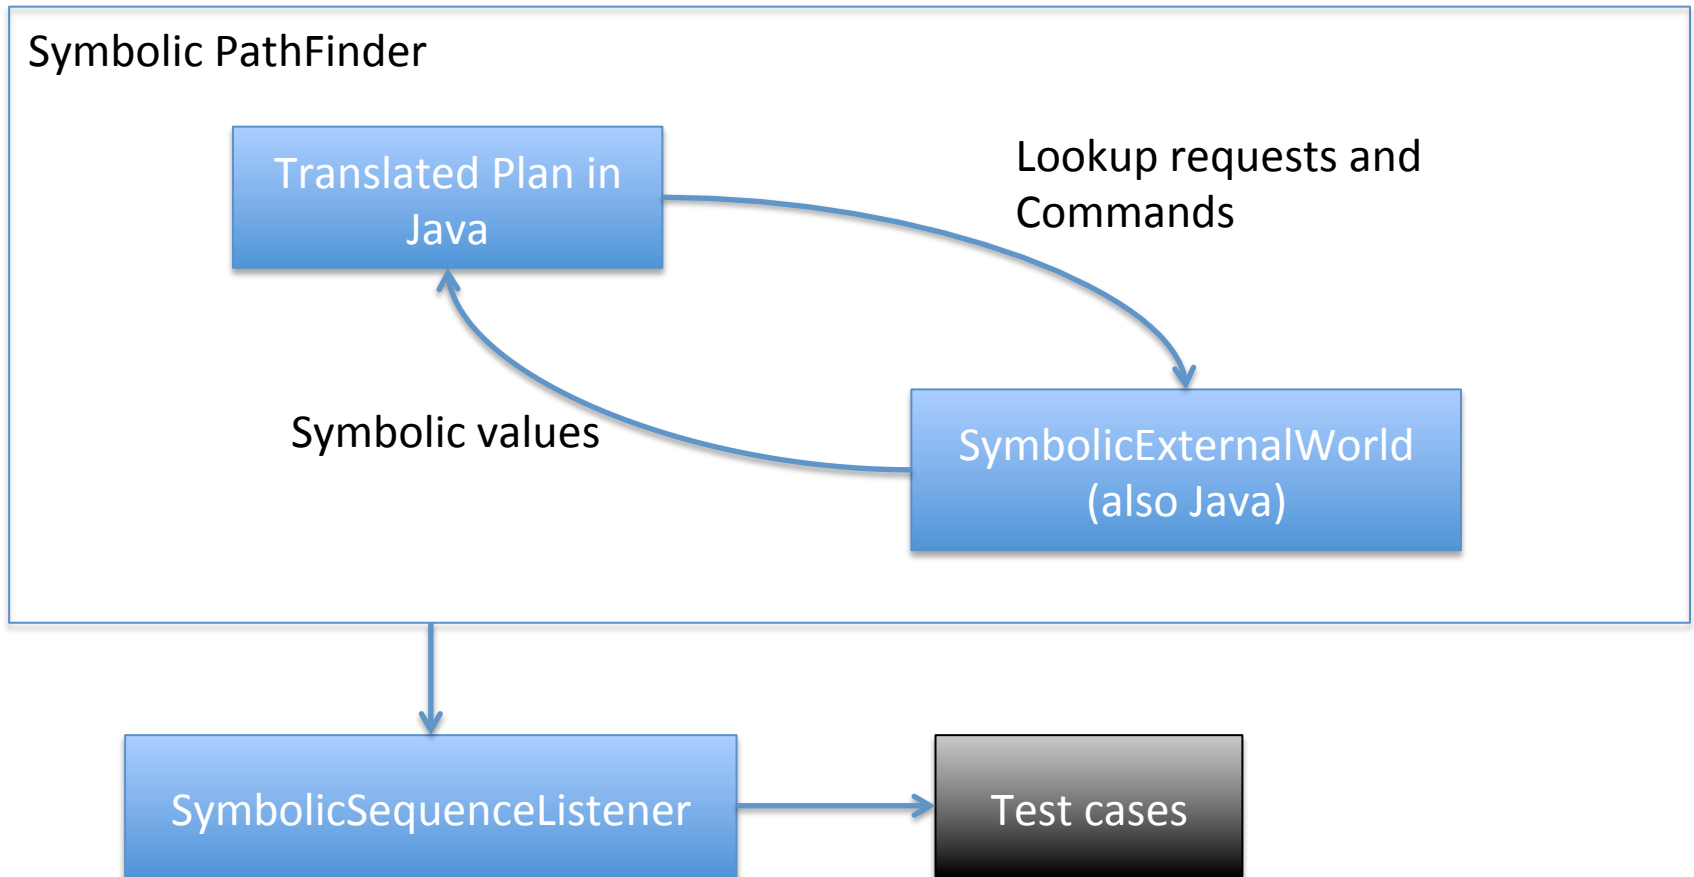 Symbolic PathFinder
Translated Plan in
Java
Lookup requests and
Commands
Symbolic values
SymbolicExternalWorld
(also Java)
SymbolicSequenceListener
Test cases